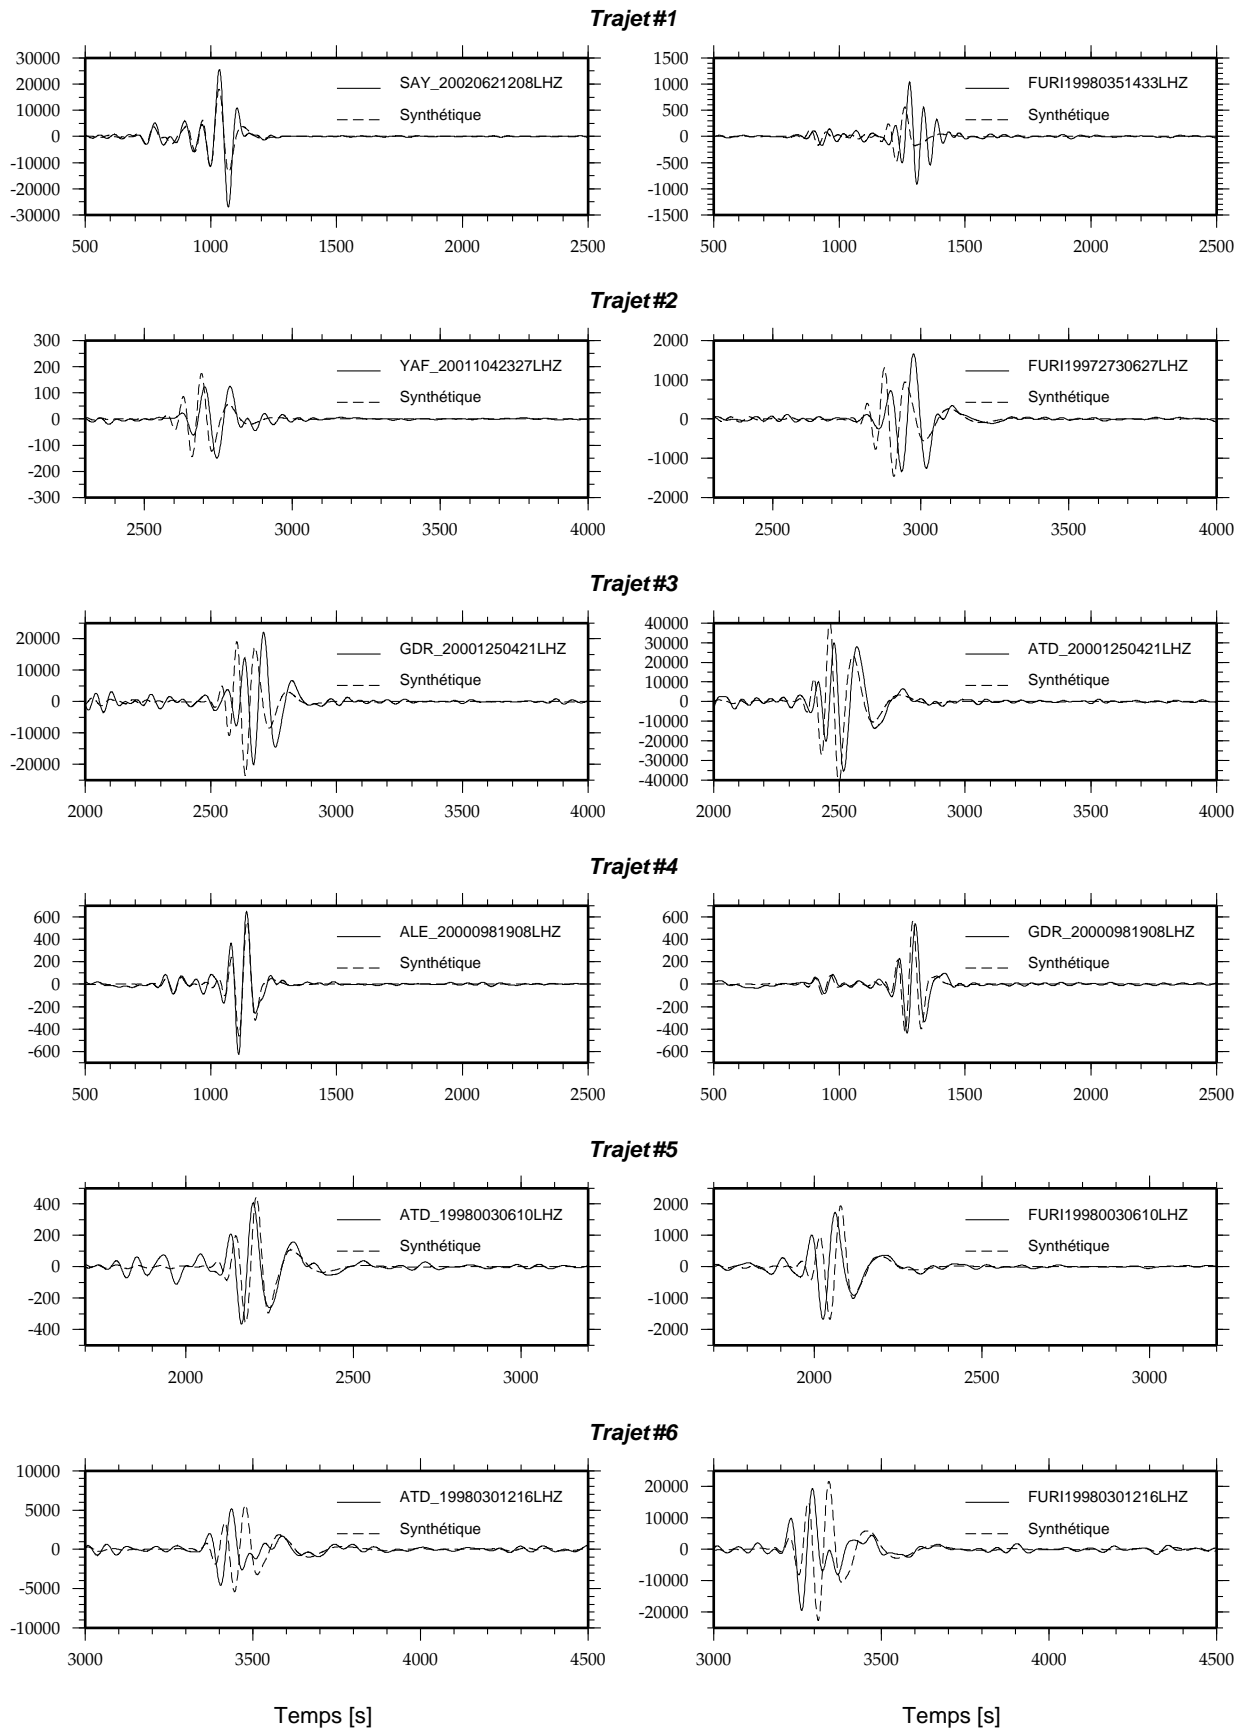 Trajet#1
30000
20000
10000
0
-10000
-20000
-30000
500 1000 1500 2000 2500
SAY_20020621208LHZ
Synthétique
1500
1000
500
0
-500
-1000
-1500
500 1000 1500 2000 2500
FURI19980351433LHZ
Synthétique
Trajet#2
300
200
100
0
-100
-200
-300
2500 3000 3500 4000
YAF_20011042327LHZ
Synthétique
2000
1000
0
-1000
-2000
2500 3000 3500 4000
FURI19972730627LHZ
Synthétique
Trajet#3
20000
10000
0
-10000
-20000
2000 2500 3000 3500 4000
GDR_20001250421LHZ
Synthétique
40000
30000
20000
10000
0
-10000
-20000
-30000
-40000
2000 2500 3000 3500 4000
ATD_20001250421LHZ
Synthétique
Trajet#4
600
400
200
0
-200
-400
-600
500 1000 1500 2000 2500
ALE_20000981908LHZ
Synthétique
600
400
200
0
-200
-400
-600
500 1000 1500 2000 2500
GDR_20000981908LHZ
Synthétique
Trajet#5
400
200
0
-200
-400
2000 2500 3000
ATD_19980030610LHZ
Synthétique
2000
1000
0
-1000
-2000
2000 2500 3000
FURI19980030610LHZ
Synthétique
Trajet#6
10000
5000
0
-5000
-10000
3000 3500 4000 4500
ATD_19980301216LHZ
Synthétique
20000
10000
0
-10000
-20000
3000 3500 4000 4500
FURI19980301216LHZ
Synthétique
Temps [s]
Temps [s]